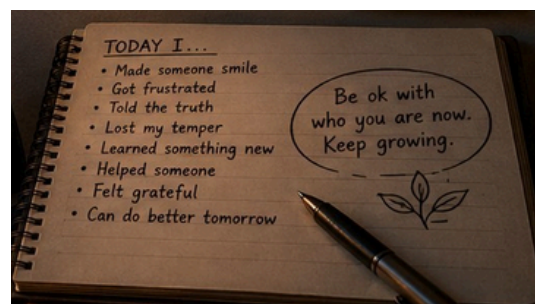 TODAY I...
• Made someone smile
• Got frustrated
• Told the truth
• Lost my temper
• Learned something new
• Helped someone
• Felt grateful
• Can do better tomorrow
Be ok with
who you are now.
Keep growing.